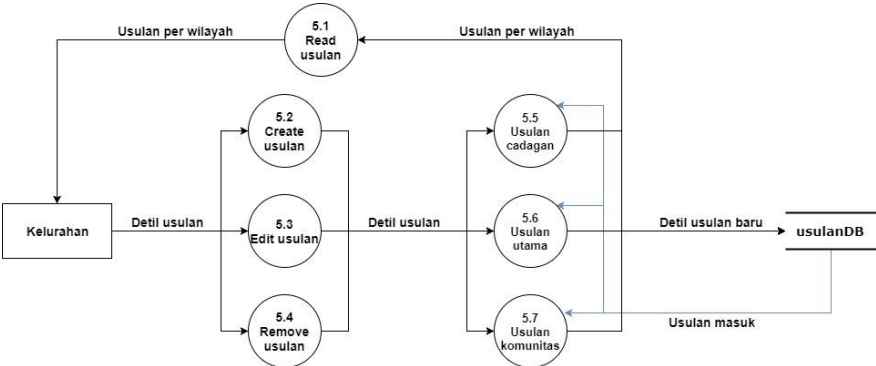 Usulan per wilayah
5.1
Read
usulan
Usulan per wilayah
5.2
Create
usulan
5.5
Usulan
cadagan
Kelurahan
Detil usulan
5.3
Edit usulan
Detil usulan
5.6
Usulan
utama
Detil usulan baru
usulanDB
5.4
Remove
usulan
5.7
Usulan
komunitas
Usulan masuk